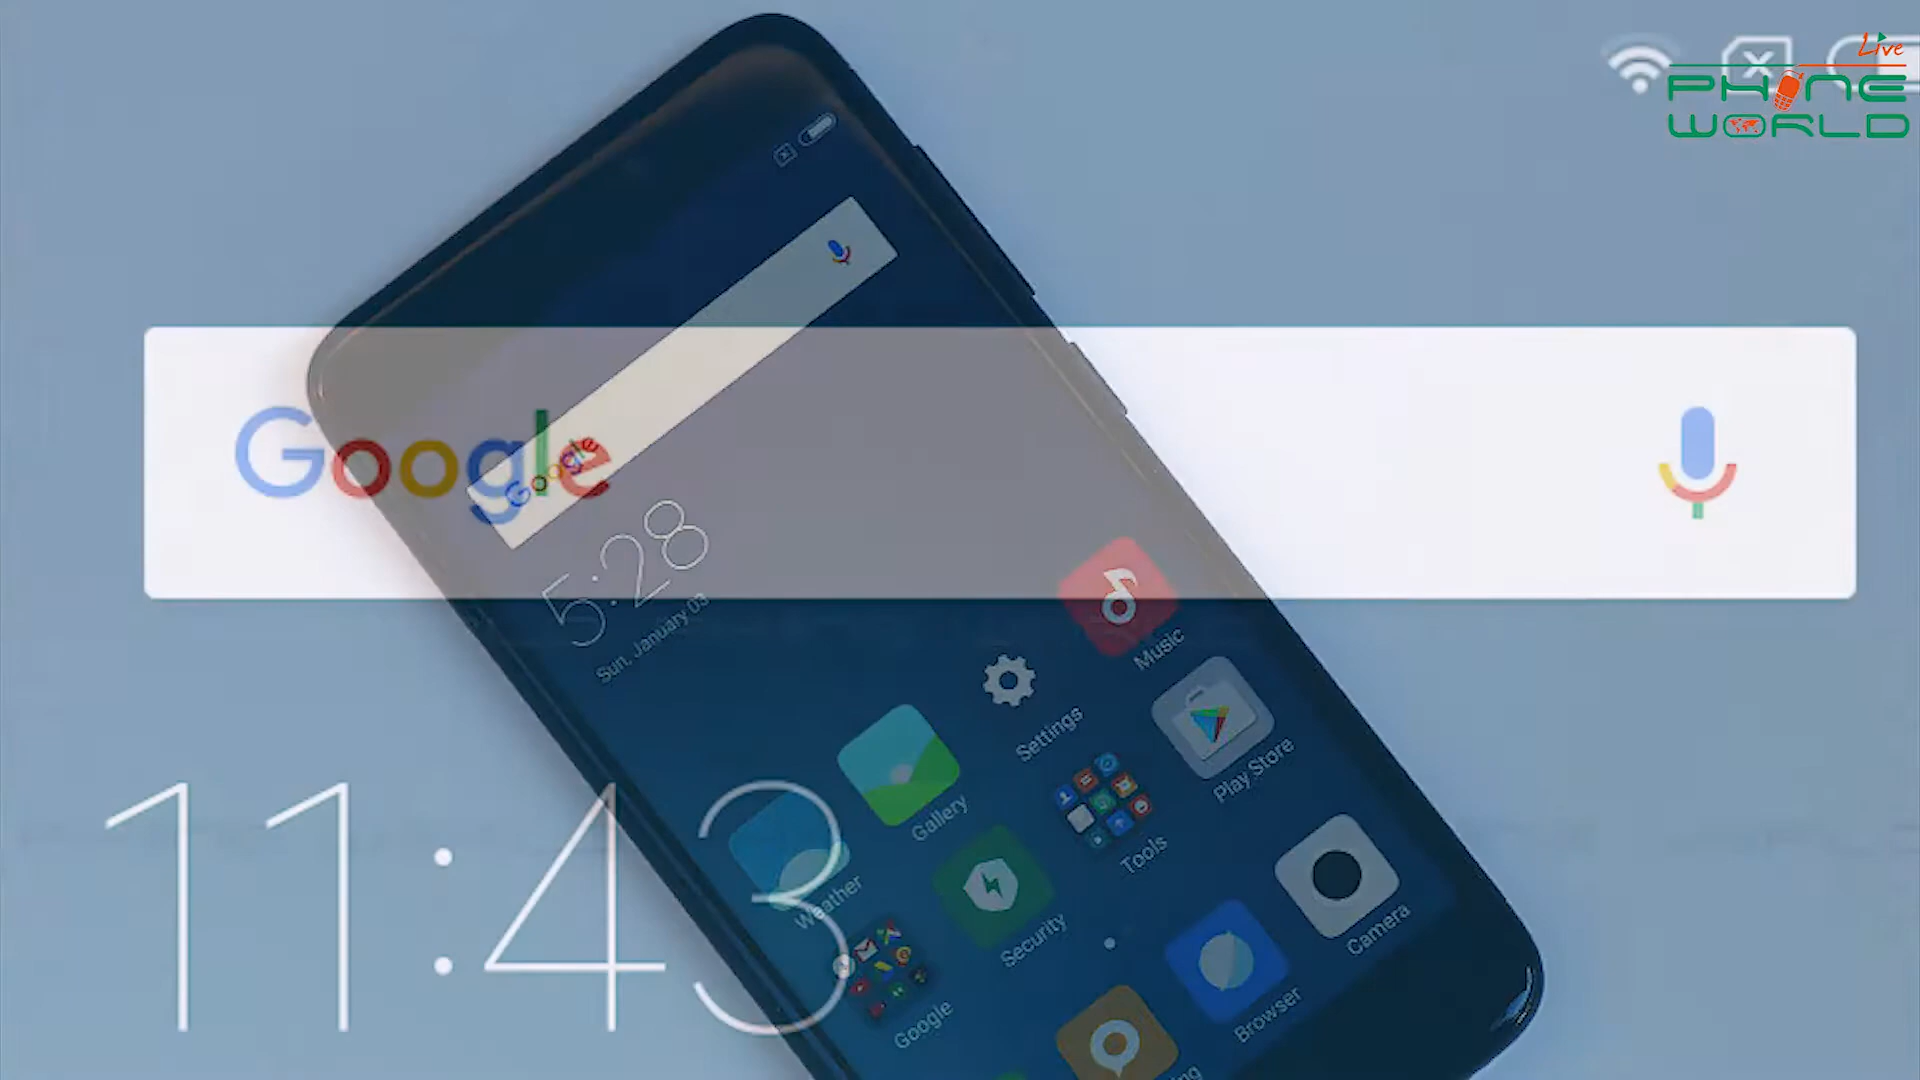 Live
PHONE
WORLD
Google
Google
5:28
Sun, January 03
Music
Settings
Play Store
Gallery
Tools
11:43
Weather
Security
Camera
Google
Browser